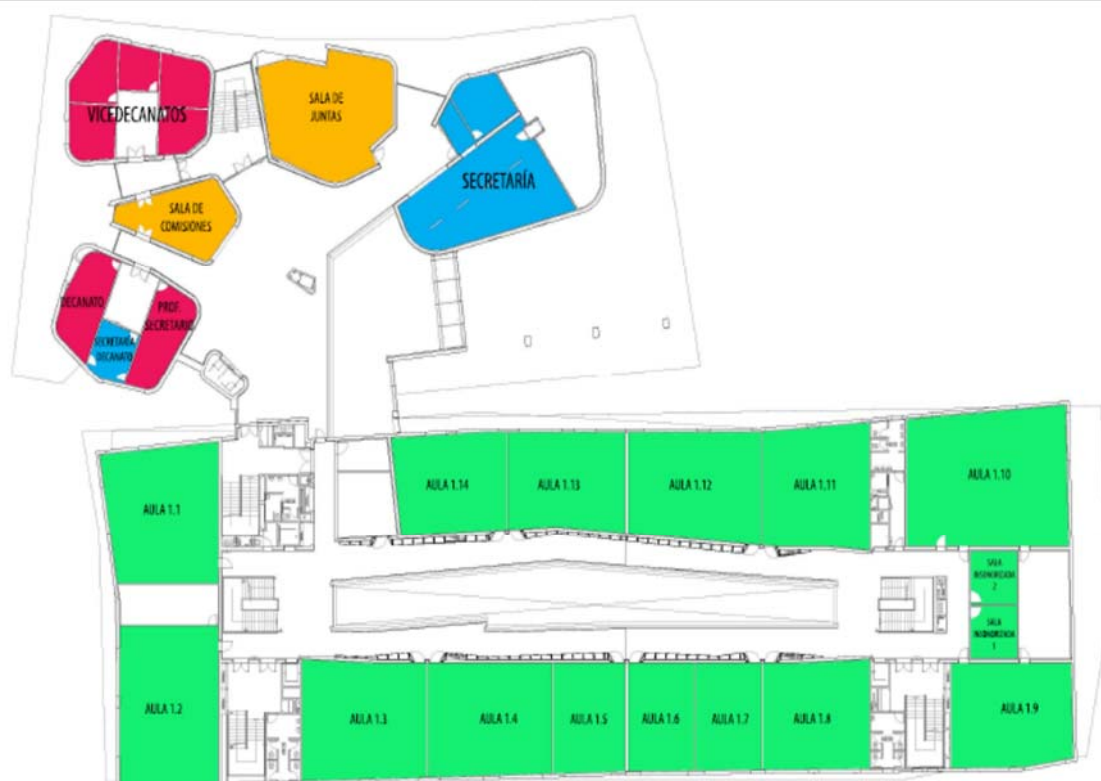 VICEDECANATOS
SALA DE
JUNTAS
SECRETARÍA
SALA DE
COMISIONES
DECANATO
PROF.
SECRETARIO
SECRETARÍA
DECANATO
AULA 1.1
AULA 1.14
AULA 1.13
AULA 1.12
AULA 1.11
AULA 1.10
SALA
INSONORIZADA
2
SALA
INSONORIZADA
1
AULA 1.2
AULA 1.3
AULA 1.4
AULA 1.5
AULA 1.6
AULA 1.7
AULA 1.8
AULA 1.9